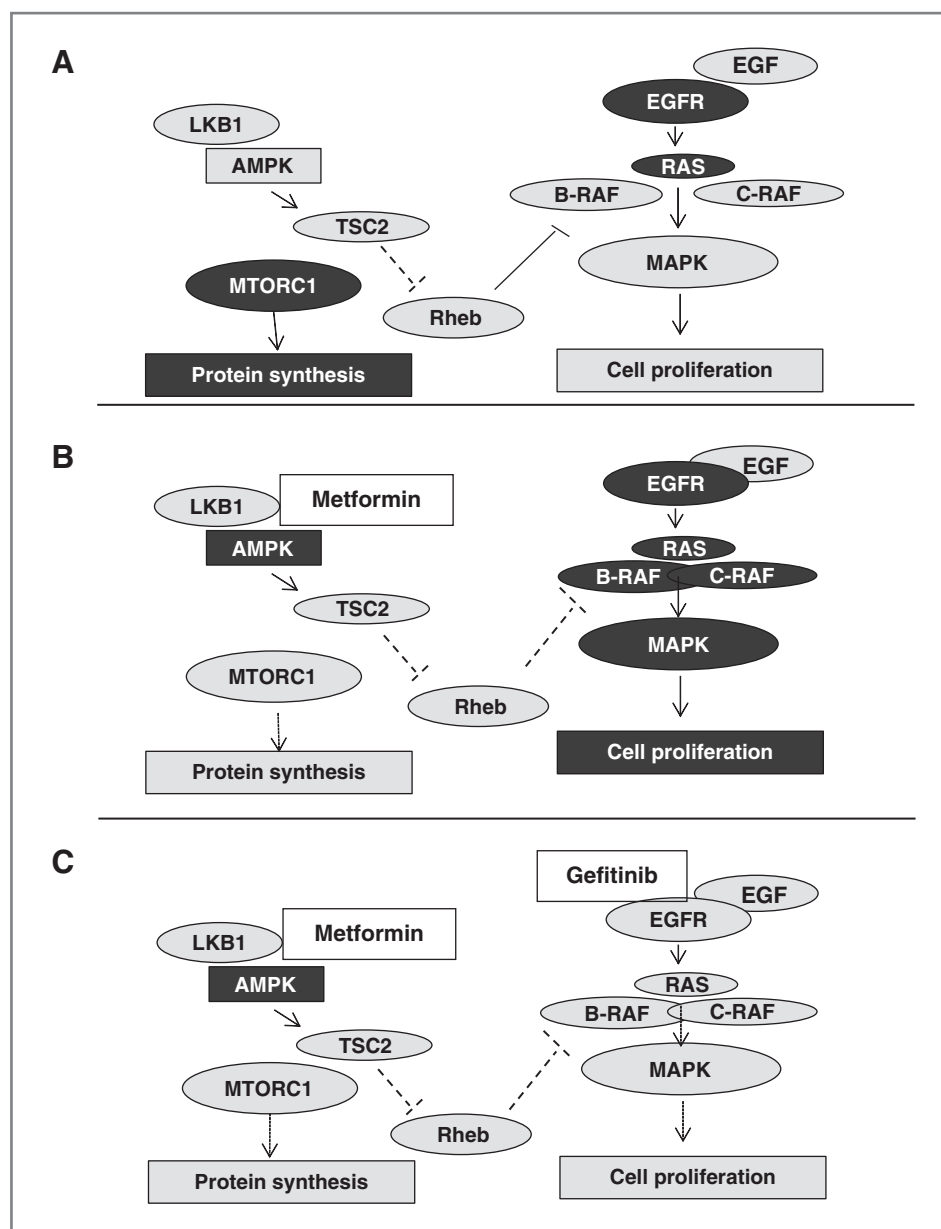 A
EGF
EGFR
LKB1
AMPK
RAS
B-RAF
C-RAF
TSC2
MAPK
MTORC1
Rheb
Protein synthesis
Cell proliferation
B
EGF
EGFR
LKB1
Metformin
AMPK
RAS
B-RAF
C-RAF
TSC2
MAPK
MTORC1
Rheb
Protein synthesis
Cell proliferation
C
Gefitinib
EGF
EGFR
LKB1
Metformin
AMPK
RAS
B-RAF
C-RAF
TSC2
MAPK
MTORC1
Rheb
Protein synthesis
Cell proliferation